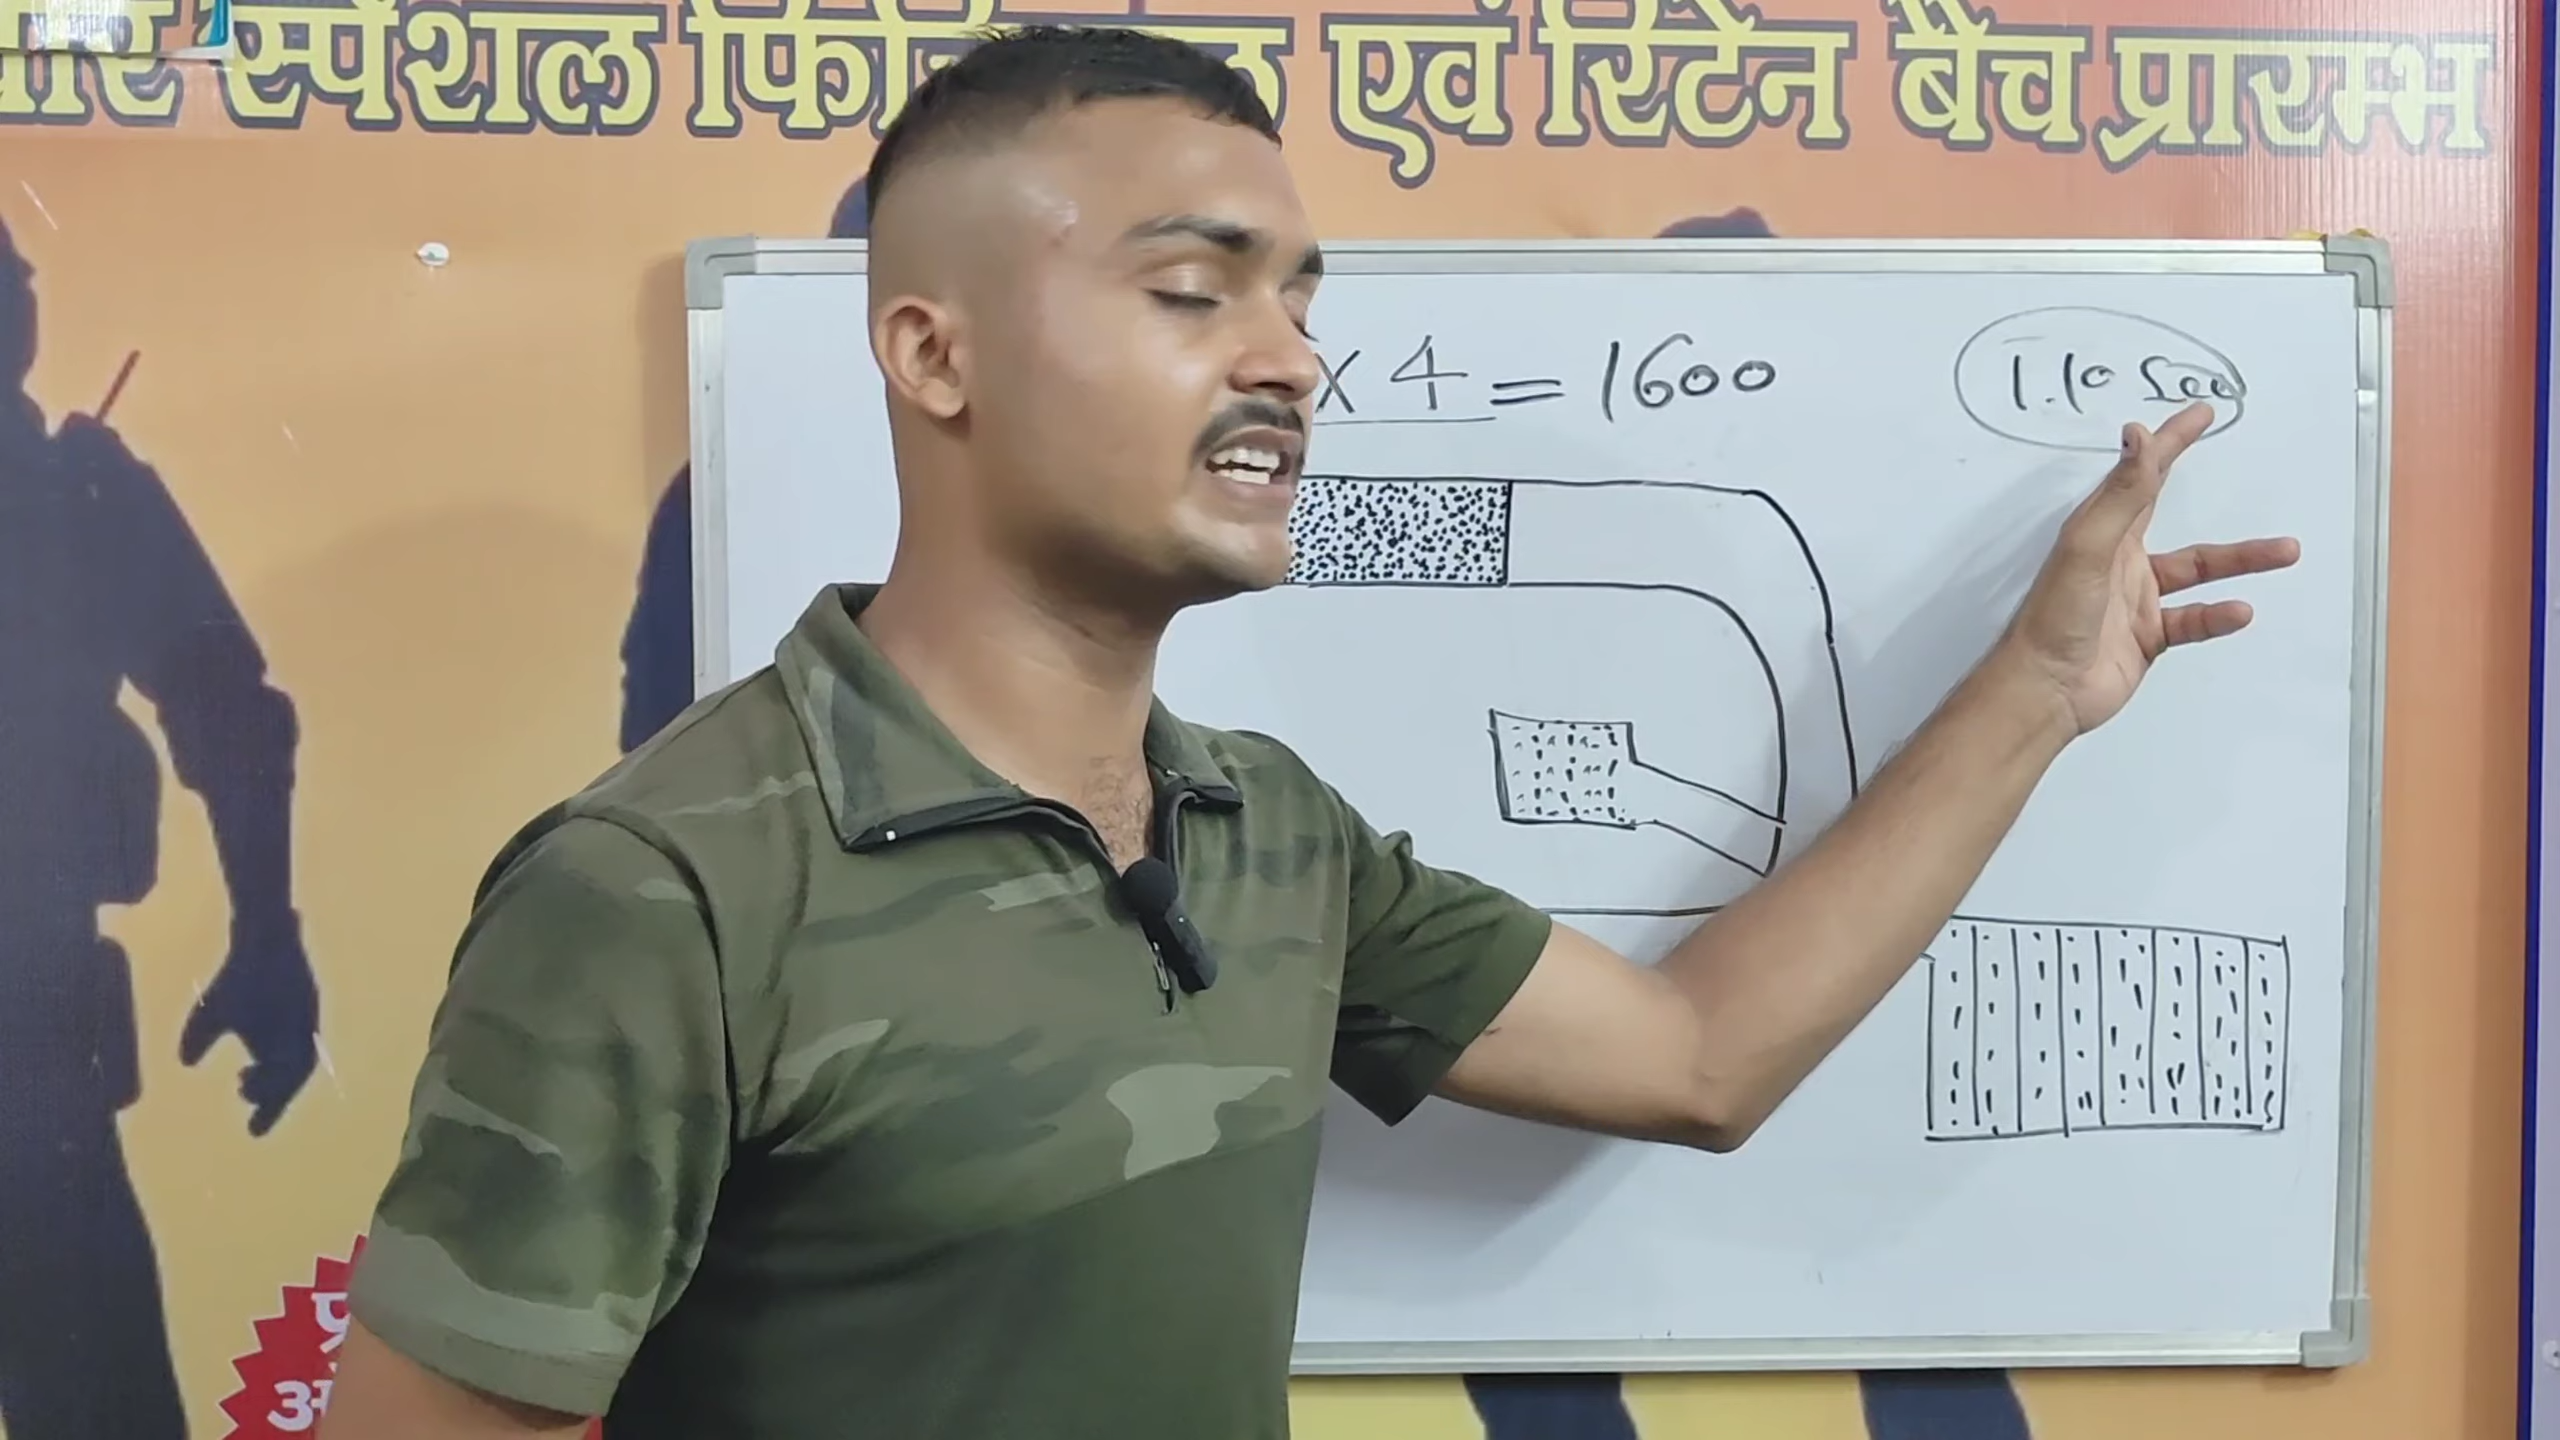 स्पेशल एवं रिटेन बैच प्रारम्भ
x 4 = 1600
1.10 Sec